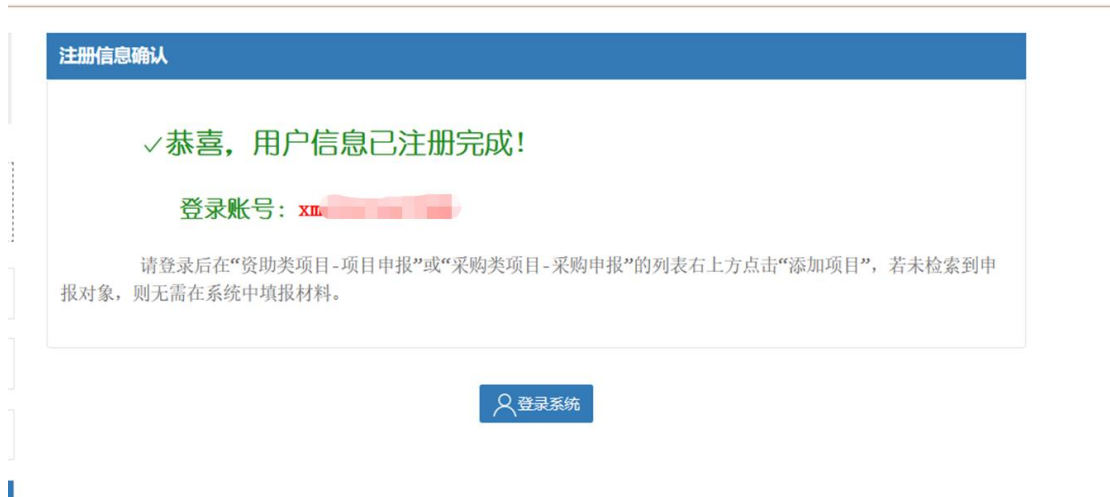 注册信息确认
✓恭喜，用户信息已注册完成！
登录账号：
请登录后在“资助类项目-项目申报”或“采购类项目-采购申报”的列表右上方点击“添加项目”，若未检索到申
报对象，则无需在系统中填报材料。
登录系统